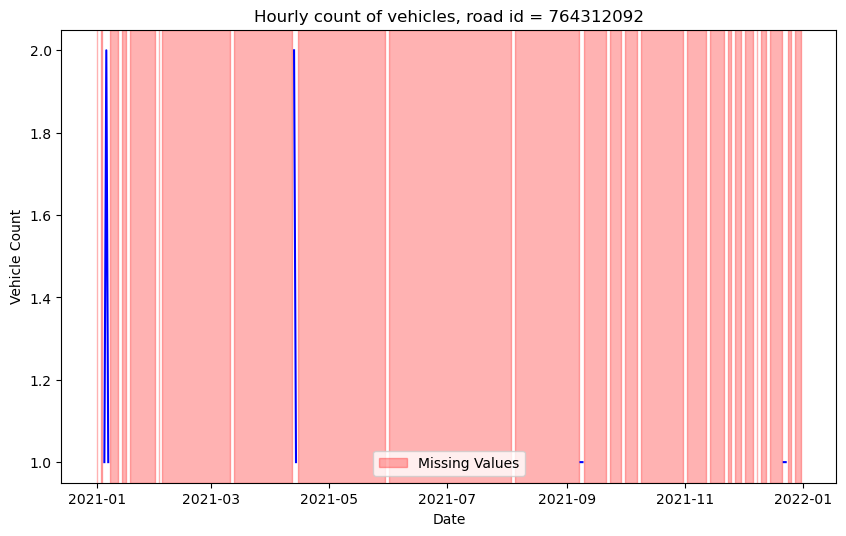 Hourly count of vehicles, road id = 764312092
2.0
1.8
1.6
1.4
1.2
1.0
Vehicle Count
Missing Values
2021-01 2021-03 2021-05 2021-07 2021-09 2021-11 2022-01
Date